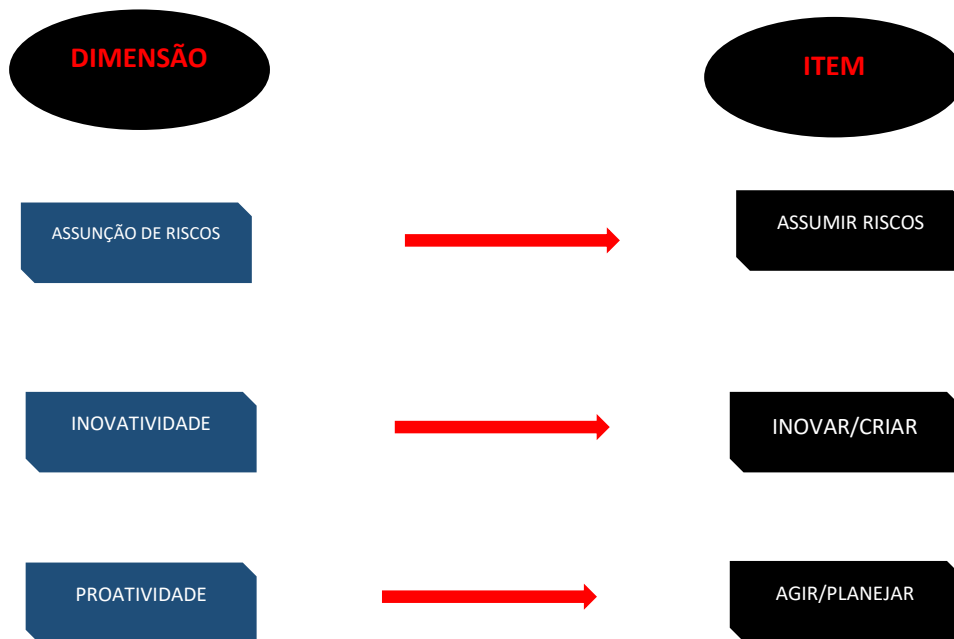 DIMENSÃO
ITEM
ASSUNÇÃO DE RISCOS
ASSUMIR RISCOS
INOVATIVIDADE
INOVAR/CRIAR
PROATIVIDADE
AGIR/PLANEJAR